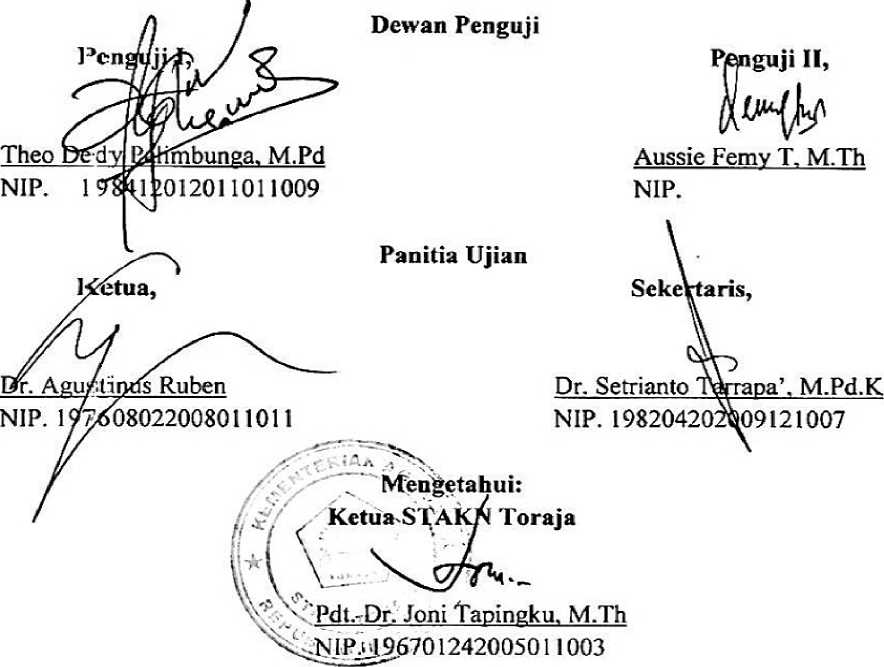 Dewan Penguji
Penguji I,
Penguji II,
Theo Dedy Palimbunga, M.Pd
Aussie Femy T, M.Th
NIP. 198412012011011009
NIP.
Panitia Ujian
Ketua,
Sekertaris,
Dr. Agustinus Ruben
Dr. Setrianto Tarrapa', M.Pd.K
NIP. 197608022008011011
NIP. 198204202009121007
KEMENTERIAN
Mengetahui:
Ketua STAKN Toraja
Pdt. Dr. Joni Tapingku, M.Th
NIP. 196701242005011003